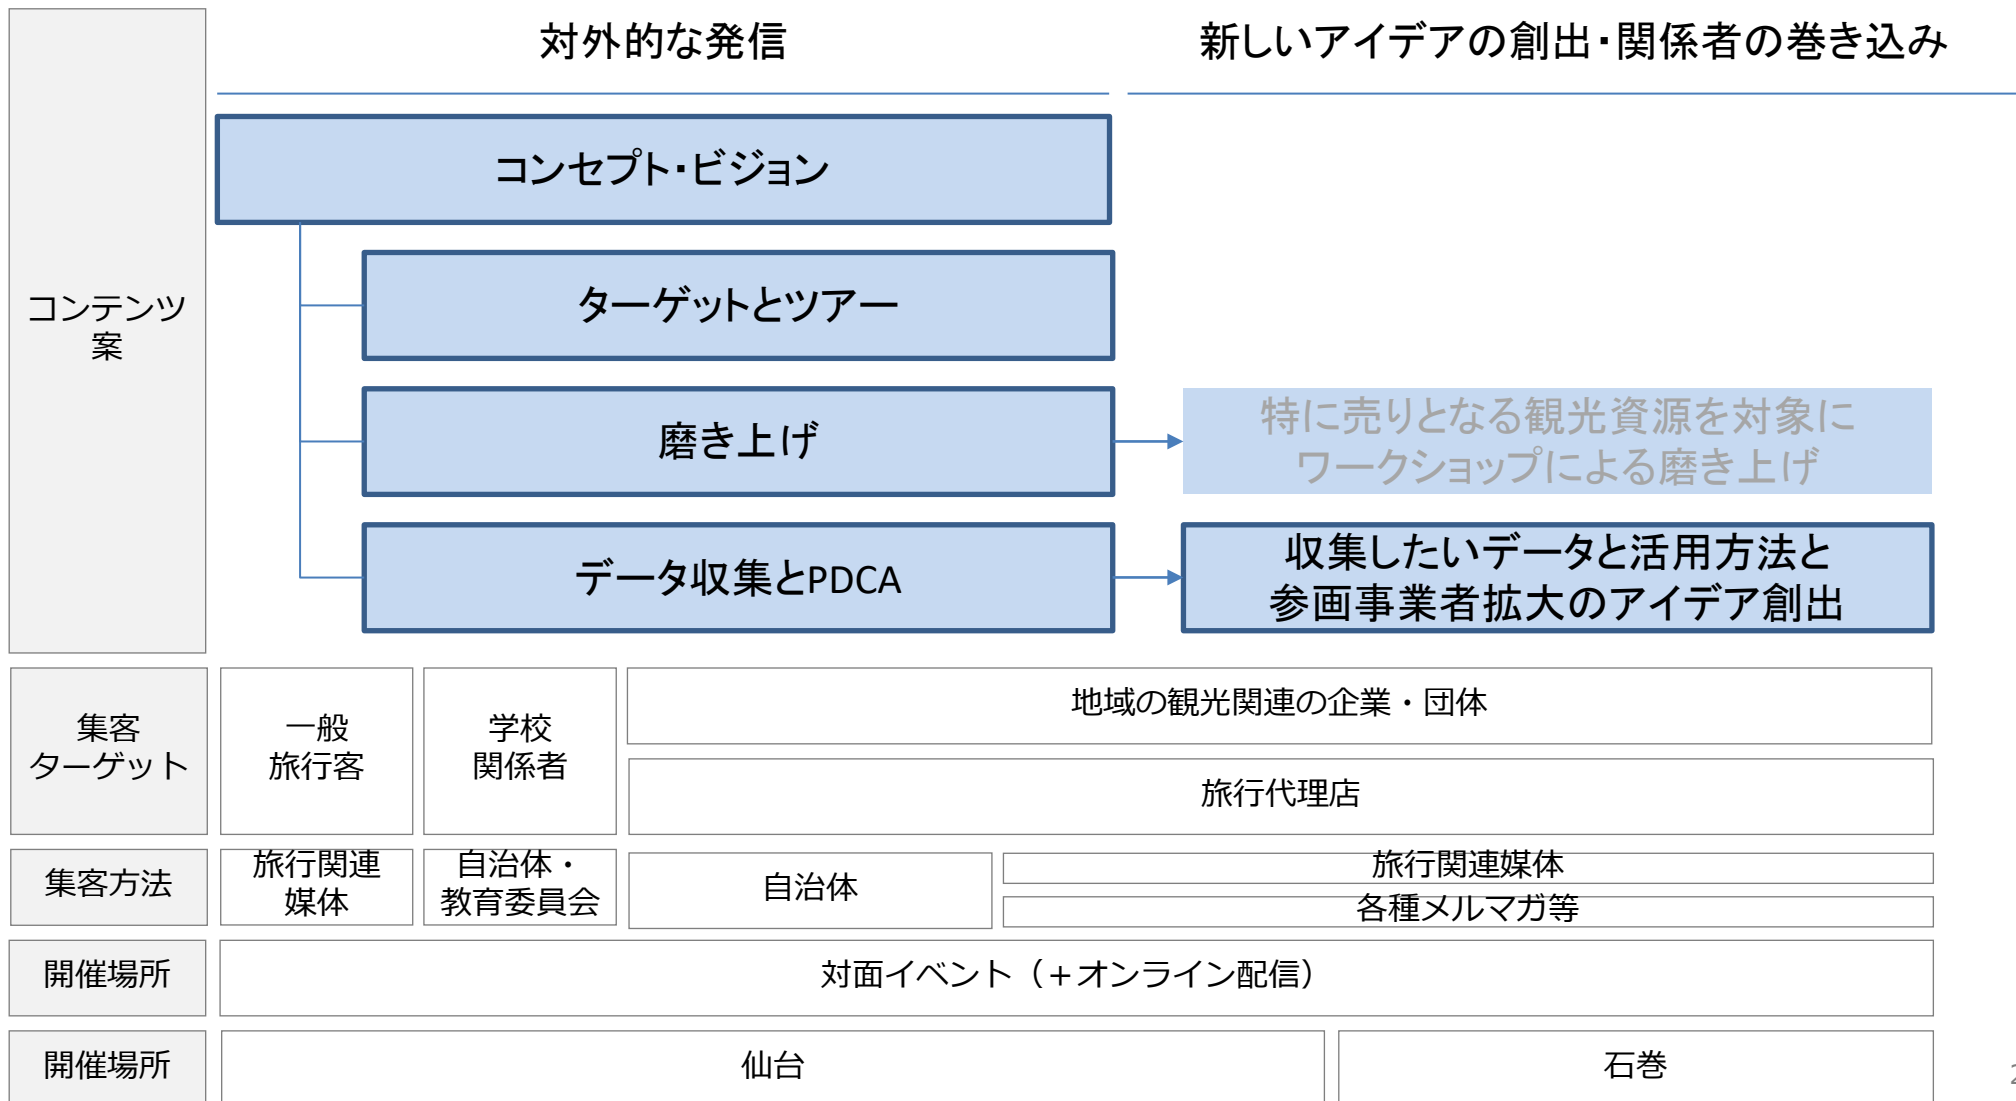 対外的な発信
新しいアイデアの創出・関係者の巻き込み
コンテンツ
案
コンセプト・ビジョン
ターゲットとツアー
磨き上げ
特に売りとなる観光資源を対象に
ワークショップによる磨き上げ
データ収集とPDCA
収集したいデータと活用方法と
参画事業者拡大のアイデア創出
集客
ターゲット
一般
旅行客
学校
関係者
地域の観光関連の企業・団体
旅行代理店
集客方法
旅行関連
媒体
自治体・
教育委員会
自治体
旅行関連媒体
各種メルマガ等
開催場所
対面イベント（＋オンライン配信）
開催場所
仙台
石巻